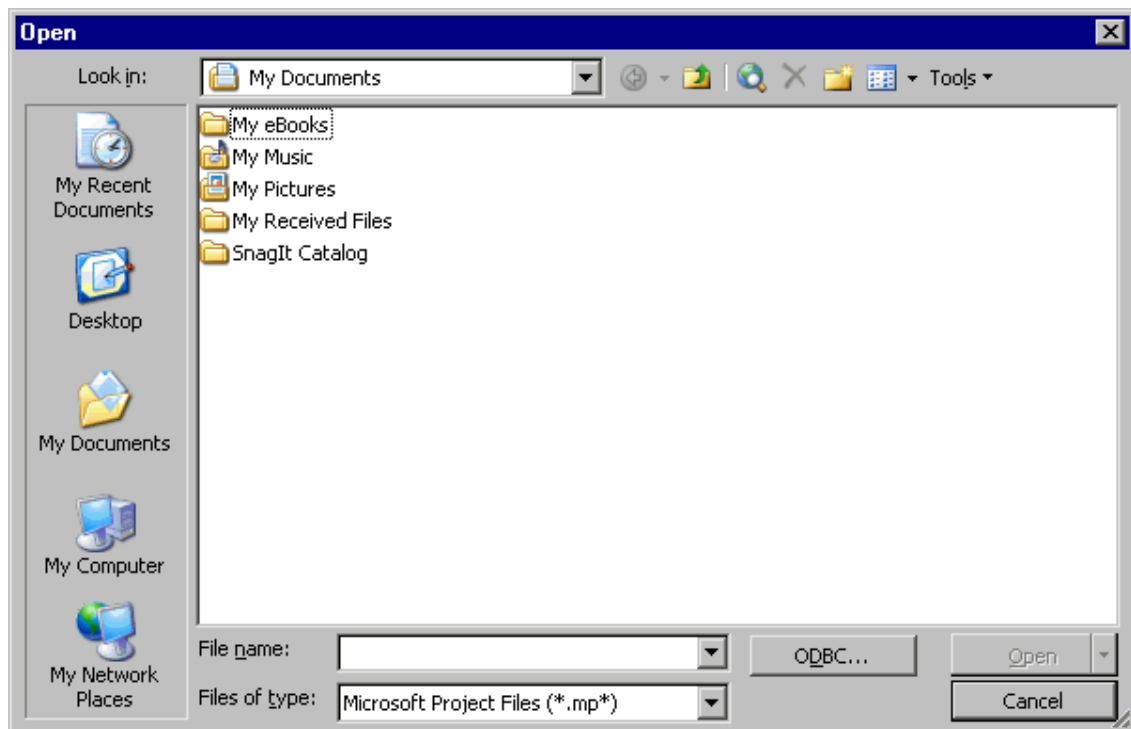 Open
Look in:
My Documents
Tools
My eBooks
My Music
My Pictures
My Received Files
SnagIt Catalog
My Recent
Documents
Desktop
My Documents
My Computer
My Network
Places
File name:
ODBC...
Open
Files of type:
Microsoft Project Files (*.mp*)
Cancel